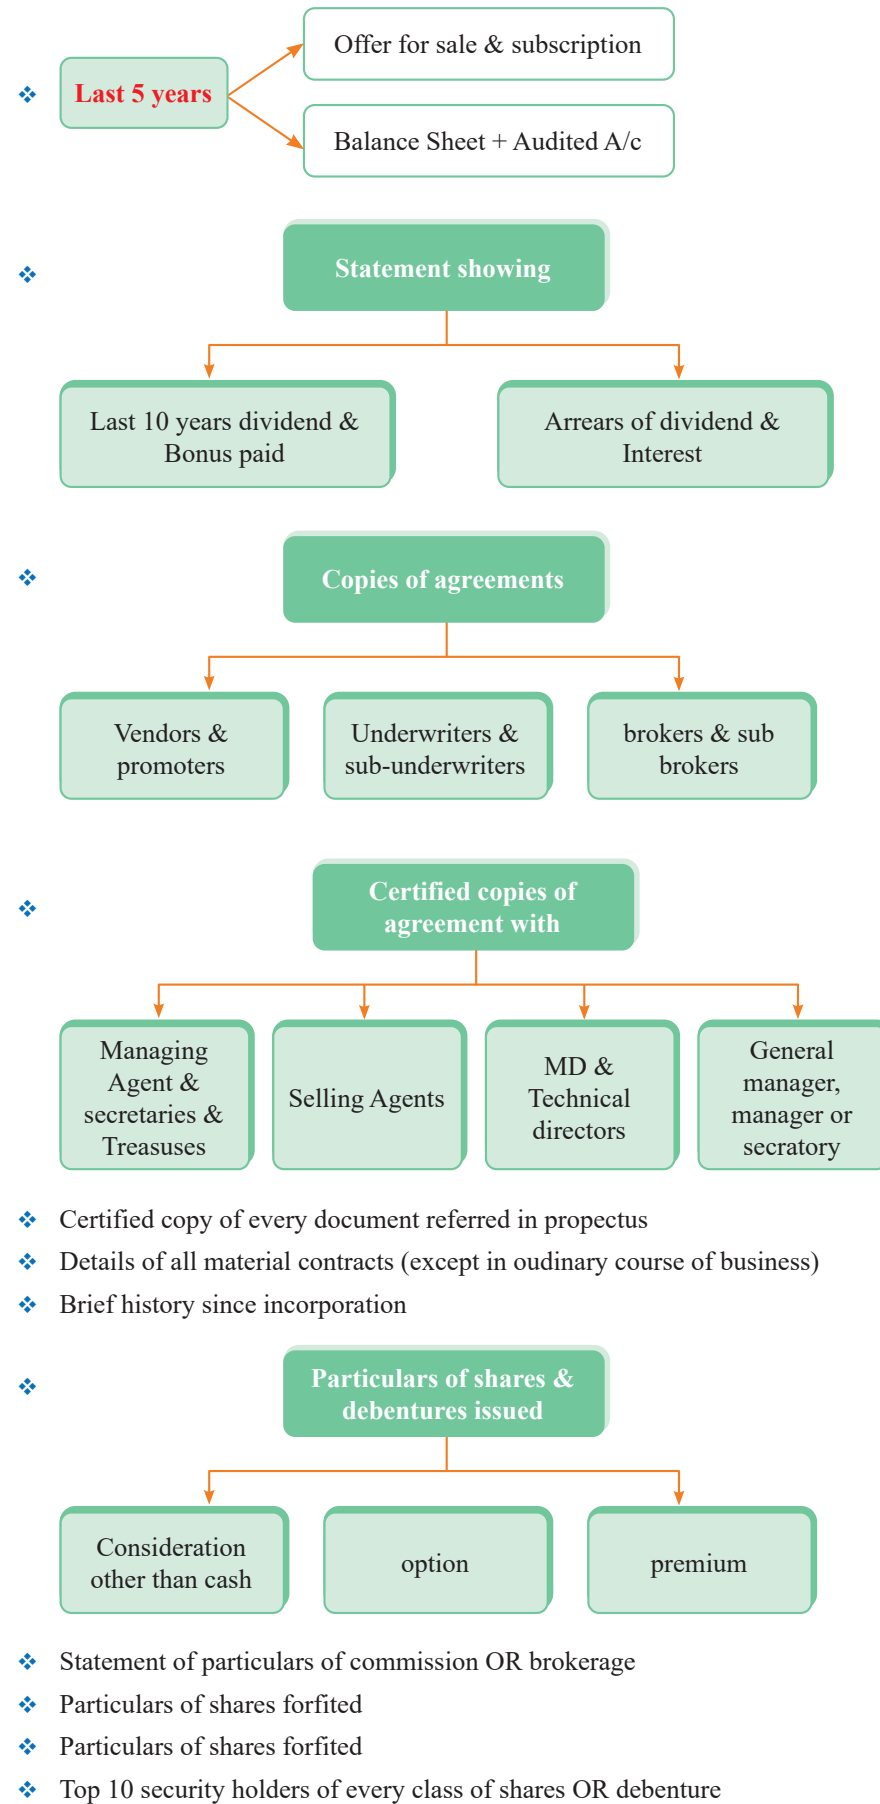 Offer for sale & subscription
Last 5 years
Balance Sheet + Audited A/c
Statement showing
Last 10 years dividend &
Bonus paid
Arrears of dividend &
Interest
Copies of agreements
Vendors &
promoters
Underwriters &
sub-underwriters
brokers & sub
brokers
Certified copies of
agreement with
Managing
Agent &
secretaries &
Treasuses
Selling Agents
MD &
Technical
directors
General
manager,
manager or
secratory
Certified copy of every document referred in propectus
Details of all material contracts (except in oudinary course of business)
Brief history since incorporation
Particulars of shares &
debentures issued
Consideration
other than cash
option
premium
Statement of particulars of commission OR brokerage
Particulars of shares forfited
Particulars of shares forfited
Top 10 security holders of every class of shares OR debenture